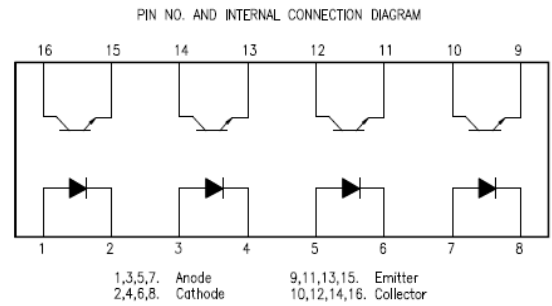 PIN NO. AND INTERNAL CONNECTION DIAGRAM
16 15 14 13 12 11 10 9
1 2 3 4 5 6 7 8
1,3,5,7. Anode 9,11,13,15. Emitter
2,4,6,8. Cathode 10,12,14,16. Collector